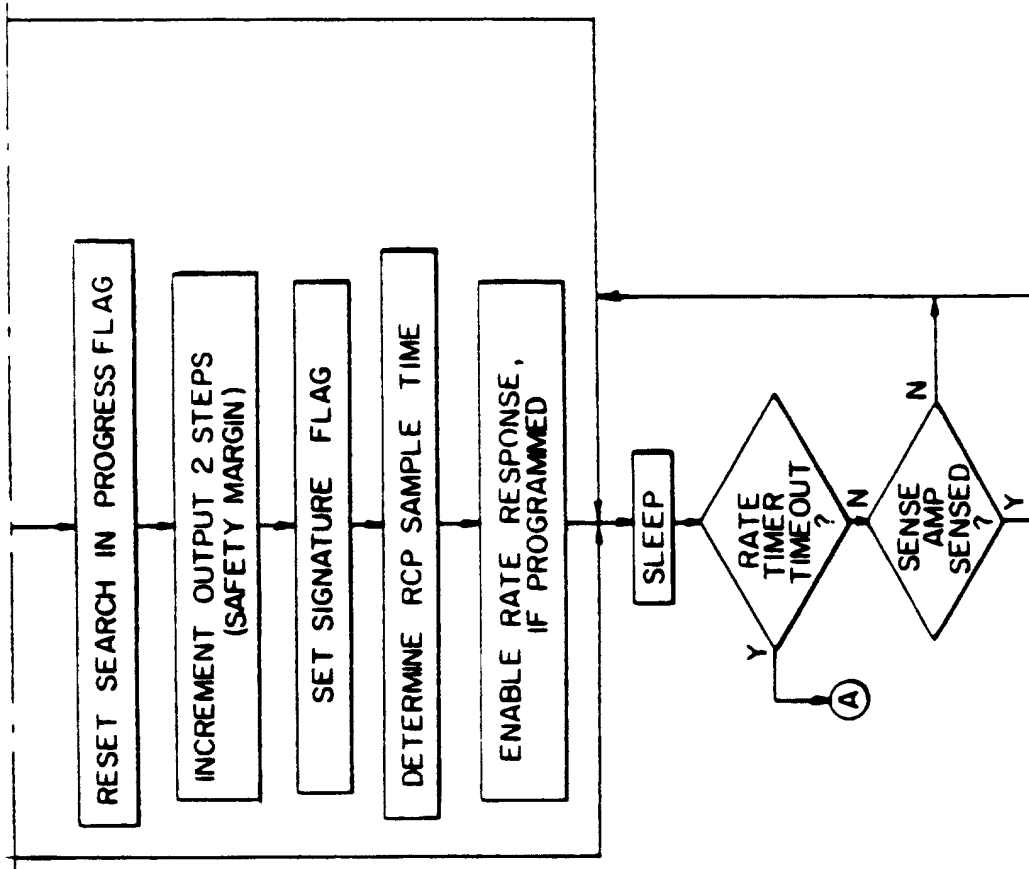 RESET SEARCH IN PROGRESS FLAG
INCREMENT OUTPUT 2 STEPS
(SAFETY MARGIN)
SET SIGNATURE FLAG
DETERMINE RCP SAMPLE TIME
ENABLE RATE RESPONSE,
IF PROGRAMMED
SLEEP
RATE
TIMER
TIMEOUT
?
Y
N
A
SENSE
AMP
SENSED
?
N
Y